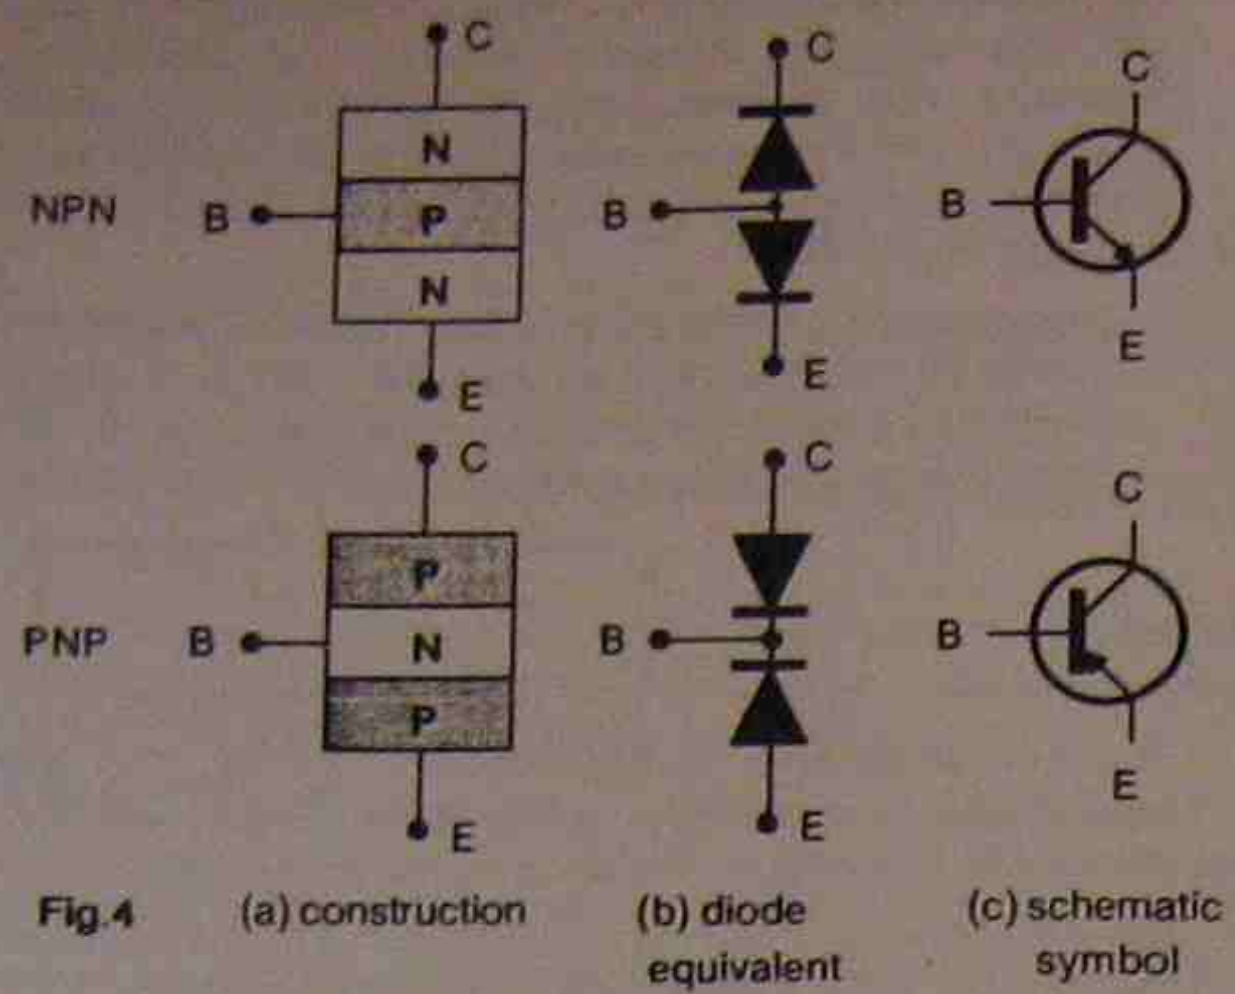 C
C
C
N
NPN
B
P
B
B
N
E
E
E
C
C
C
P
PNP
B
N
B
B
P
E
E
E
Fig.4
(a) construction
(b) diode
equivalent
(c) schematic
symbol